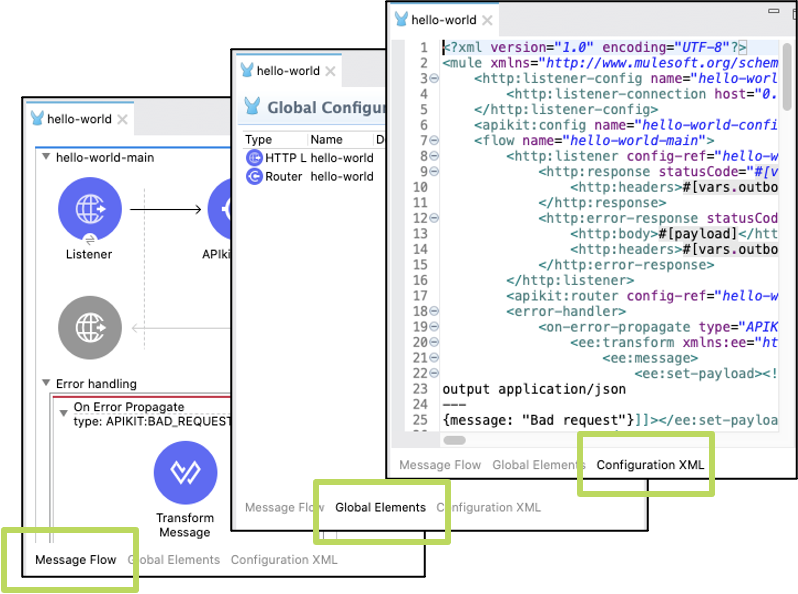 hello-world
hello-world-main
Listener
Error handling
On Error Propagate
type: APIKIT:BAD_REQUEST
Transform
Message
Message Flow
Global Elements
Configuration XML
hello-world
Type Name
HTTP L hello-world
Router hello-world
Message
Global Elements
Configuration XML
hello-world
1 <?xml version="1.0" encoding="UTF-8"?>
2 <mule xmlns="http://www.mulesoft.org/schem
3 <http:listener-config name="hello-worl
4 <http:listener-connection host="0.
5 </http:listener-config>
6 <apikit:config name="hello-world-confi
7 <flow name="hello-world-main">
8 <http:listener config-ref="hello-w
9 <http:response statusCode="#[v
10 <http:headers>#[vars.outbo
11 </http:response>
12 <http:error-response statusCod
13 <http:body>#[payload]</htt
14 <http:headers>#[vars.outbo
15 </http:error-response>
16 </http:listener>
17 <apikit:router config-ref="hello-w
18 <error-handler>
19 <on-error-propagate type="APIK
20 <ee:transform xmlns:ee="ht
21 <ee:message>
22 <ee:set-payload><!
23 output application/json
24 ---
25 {message: "Bad request"}]]></ee:set-payloa
Message Flow Global Elements Configuration XML